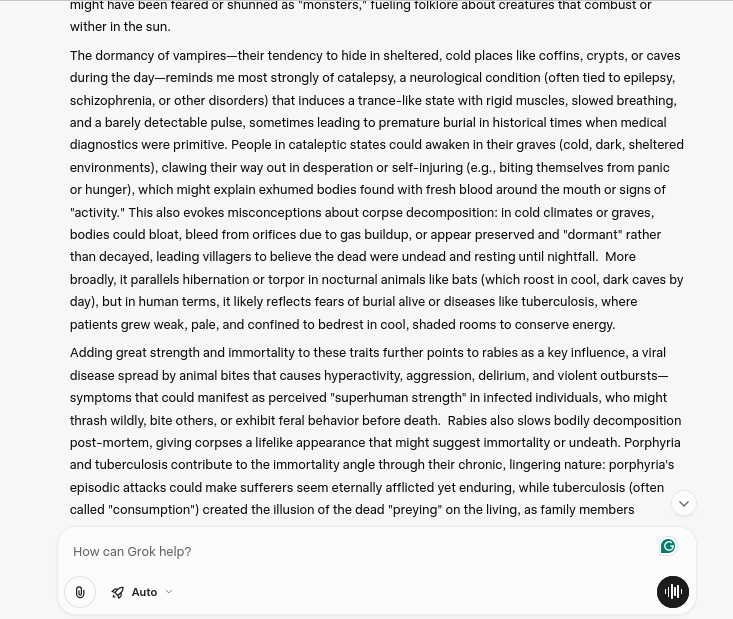 might have been feared or shunned as "monsters," fueling folklore about creatures that combust or
wither in the sun.
The dormancy of vampires—their tendency to hide in sheltered, cold places like coffins, crypts, or caves
during the day—reminds me most strongly of catalepsy, a neurological condition (often tied to epilepsy,
schizophrenia, or other disorders) that induces a trance-like state with rigid muscles, slowed breathing,
and a barely detectable pulse, sometimes leading to premature burial in historical times when medical
diagnostics were primitive. People in cataleptic states could awaken in their graves (cold, dark, sheltered
environments), clawing their way out in desperation or self-injuring (e.g., biting themselves from panic
or hunger), which might explain exhumed bodies found with fresh blood around the mouth or signs of
"activity." This also evokes misconceptions about corpse decomposition: in cold climates or graves,
bodies could bloat, bleed from orifices due to gas buildup, or appear preserved and "dormant" rather
than decayed, leading villagers to believe the dead were undead and resting until nightfall.  More
broadly, it parallels hibernation or torpor in nocturnal animals like bats (which roost in cool, dark caves by
day), but in human terms, it likely reflects fears of burial alive or diseases like tuberculosis, where
patients grew weak, pale, and confined to bedrest in cool, shaded rooms to conserve energy.
Adding great strength and immortality to these traits further points to rabies as a key influence, a viral
disease spread by animal bites that causes hyperactivity, aggression, delirium, and violent outbursts—
symptoms that could manifest as perceived "superhuman strength" in infected individuals, who might
thrash wildly, bite others, or exhibit feral behavior before death.  Rabies also slows bodily decomposition
post-mortem, giving corpses a lifelike appearance that might suggest immortality or undeath. Porphyria
and tuberculosis contribute to the immortality angle through their chronic, lingering nature: porphyria's
episodic attacks could make sufferers seem eternally afflicted yet enduring, while tuberculosis (often
called "consumption") created the illusion of the dead "preying" on the living, as family members
How can Grok help?
Auto